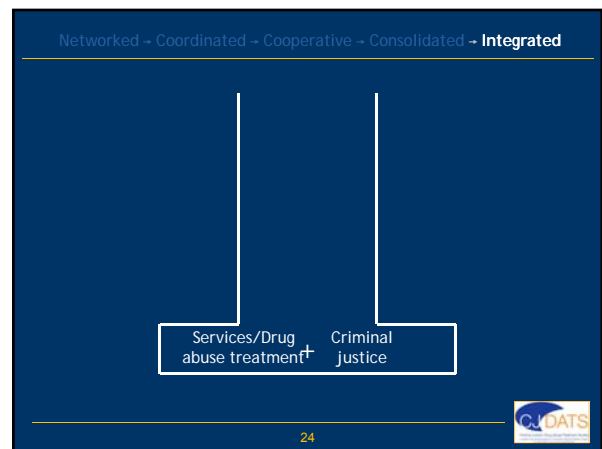 Networked → Coordinated → Cooperative → Consolidated → Integrated
Services/Drug
abuse treatment
+
Criminal
justice
24
CJDATS